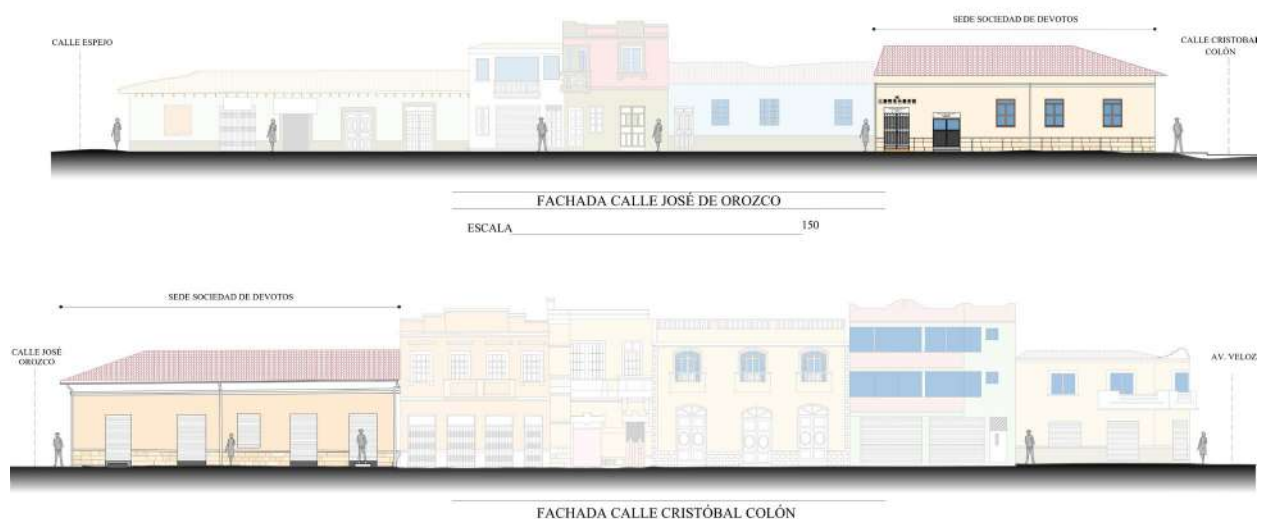 SEDE SOCIEDAD DE DEVOTOS
CALLE ESPEJO
CALLE CRISTOBAL
COLÓN
FACHADA CALLE JOSÉ DE OROZCO
ESCALA 150
SEDE SOCIEDAD DE DEVOTOS
CALLE JOSÉ
OROZCO
AV. VELOZ
FACHADA CALLE CRISTÓBAL COLÓN